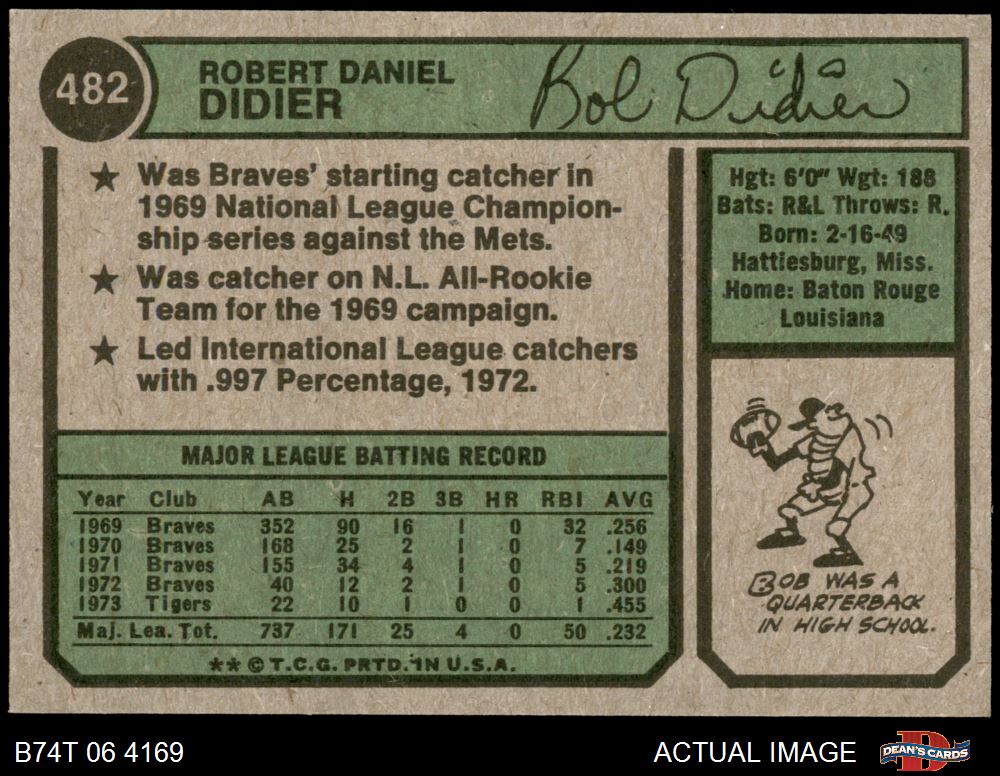 482
ROBERT DANIEL
DIDIER
Bob Didier
★ Was Braves' starting catcher in
1969 National League Champion-
ship series against the Mets.
★ Was catcher on N.L. All-Rookie
Team for the 1969 campaign.
★ Led International League catchers
with .997 Percentage, 1972.
Hgt: 6'0" Wgt: 188
Bats: R&L Throws: R.
Born: 2-16-49
Hattiesburg, Miss.
Home: Baton Rouge
Louisiana
MAJOR LEAGUE BATTING RECORD
Year Club AB H 2B 3B HR RBI AVG
1969 Braves 352 90 16 1 0 32 .256
1970 Braves 168 25 2 1 0 7 .149
1971 Braves 155 34 4 1 0 5 .219
1972 Braves 40 12 2 1 0 5 .300
1973 Tigers 22 10 1 0 0 1 .455
Maj. Lea. Tot. 737 171 25 4 0 50 .232
** © T.C.G. PRTD. IN U.S.A.
BOB WAS A
QUARTERBACK
IN HIGH SCHOOL.
B74T 06 4169
ACTUAL IMAGE
DEAN'S CARDS